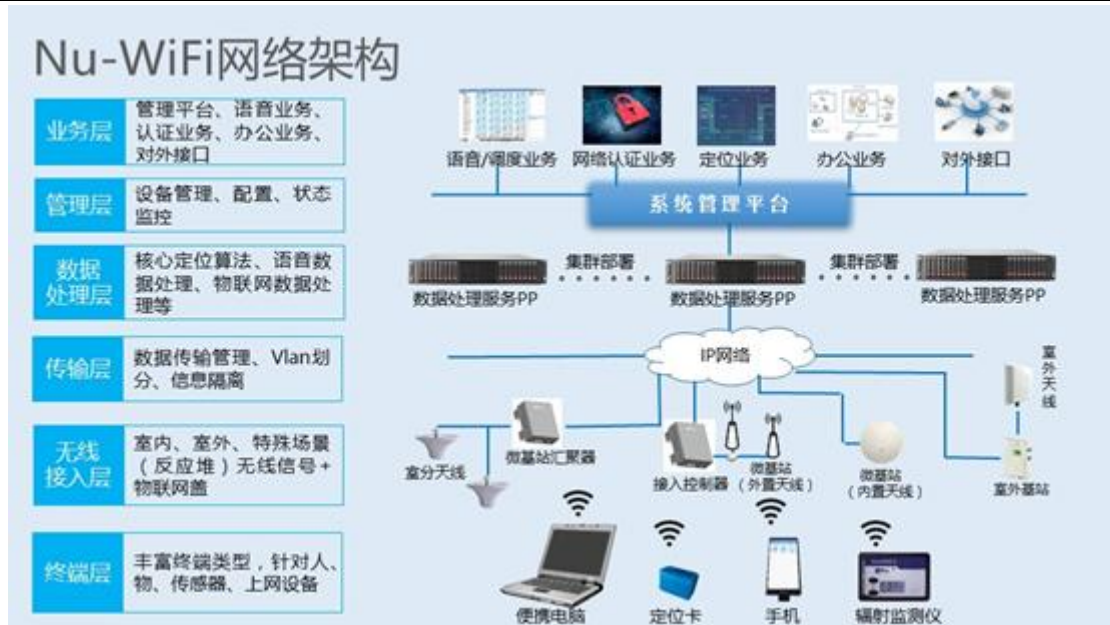 Nu-WiFi网络架构
业务层
管理平台、语音业务、
认证业务、办公业务、
对外接口
管理层
设备管理、配置、状态
监控
数据
处理层
核心定位算法、语音数
据处理、物联网数据处
理等
传输层
数据传输管理、Vlan划
分、信息隔离
无线
接入层
室内、室外、特殊场景
（反应堆）无线信号+
物联网盖
终端层
丰富终端类型，针对人、
物、传感器、上网设备
语音/调度业务
网络认证业务
定位业务
办公业务
对外接口
系统管理平台
集群部署
集群部署
数据处理服务PP
数据处理服务PP
数据处理服务PP
IP网络
室外天线
室分天线
微基站汇聚器
接入控制器
微基站
（外置天线）
微基站
（内置天线）
室外基站
便携电脑
定位卡
手机
辐射监测仪